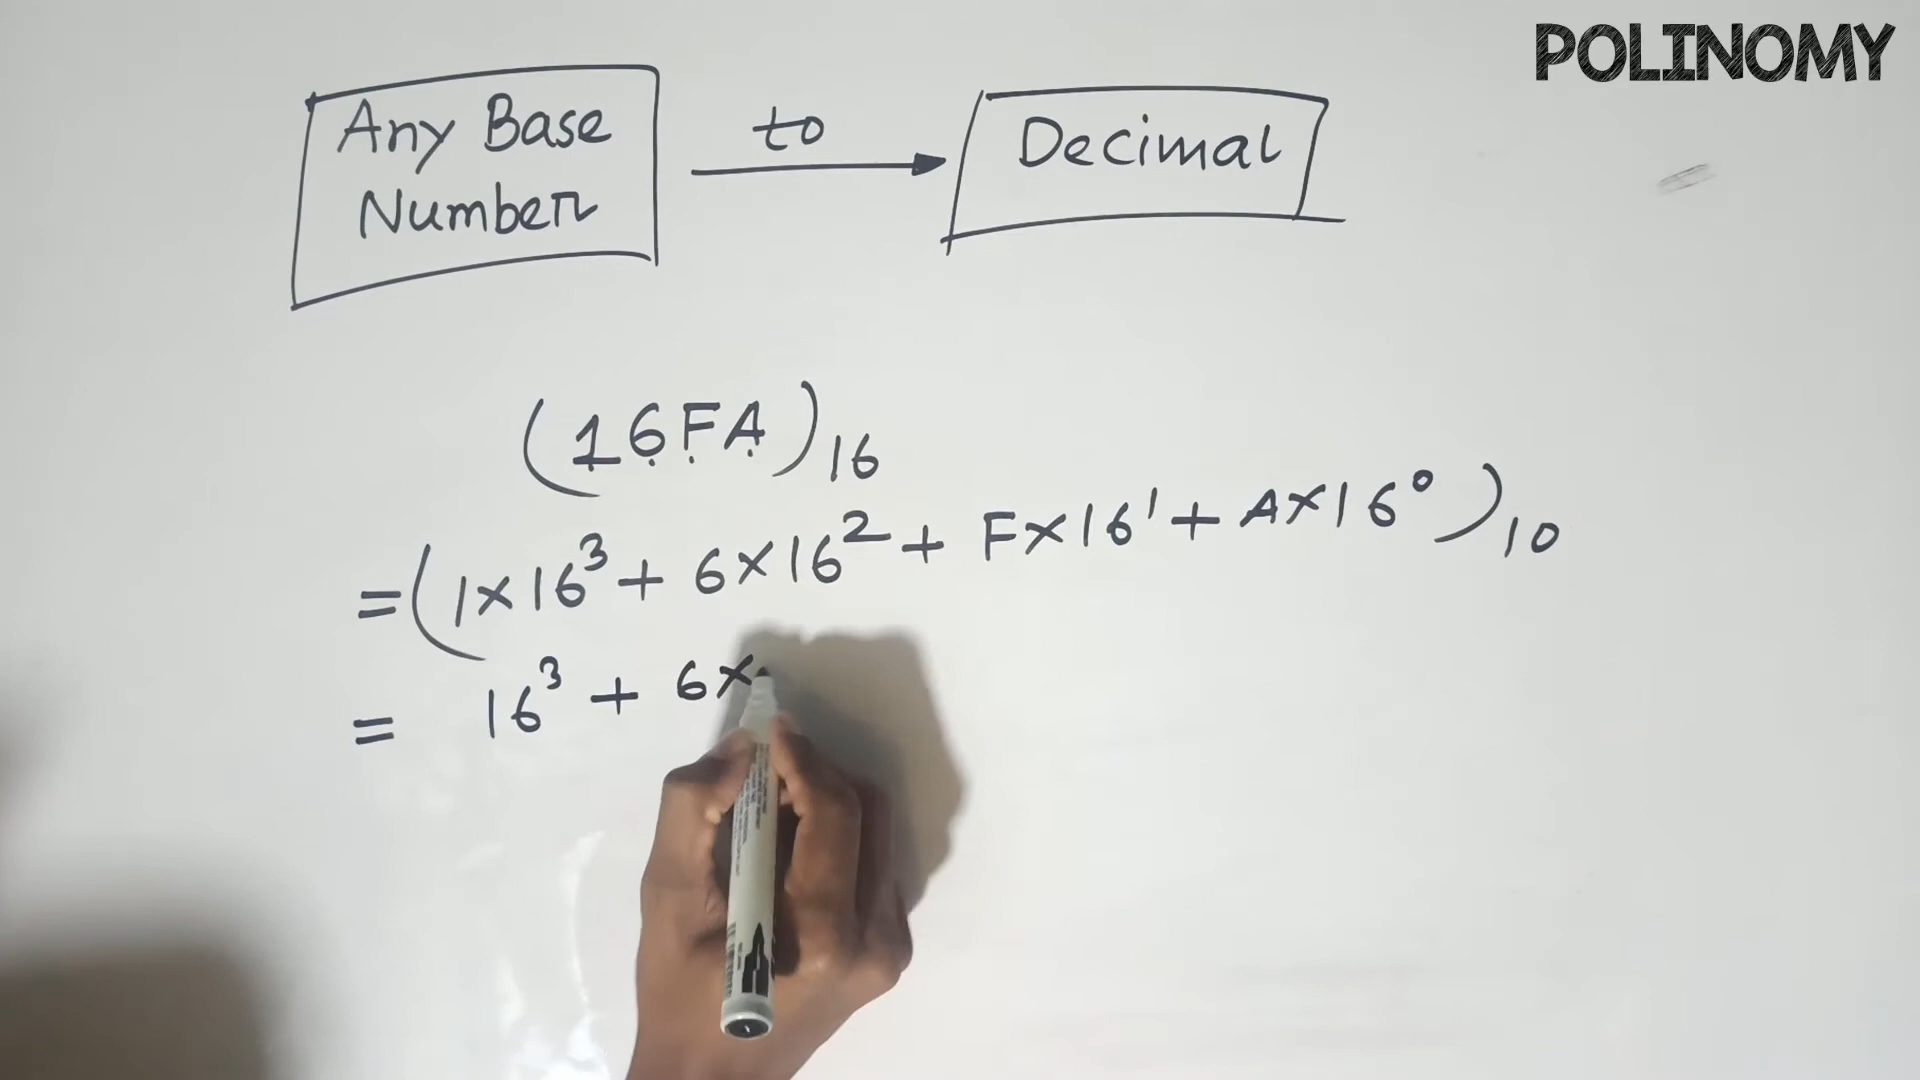 POLINOMY
Any Base
Number
to
Decimal
(16FA)₁₆
=(1×16³+ 6×16²+ F×16¹+ A×16⁰)₁₀
= 16³ + 6×